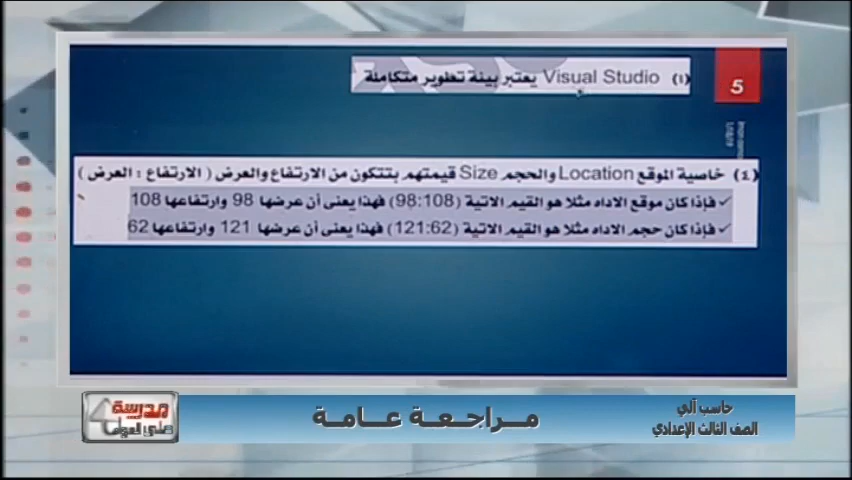 5
(١) Visual Studio يعتبر بيئة تطوير متكاملة
(٤) خاصية الموقع Location والحجم Size قيمتهم بتتكون من الارتفاع والعرض ( الارتفاع : العرض )
✓ فإذا كان موقع الاداه مثلا هو القيم الاتية (98:108) فهذا يعنى أن عرضها 98 وارتفاعها 108
✓ فإذا كان حجم الاداه مثلا هو القيم الاتية (121:62) فهذا يعنى أن عرضها 121 وارتفاعها 62
حاسب آلي
الصف الثالث الإعدادي
مــراجــعــة عــامــة
مدرسة
على الهواء